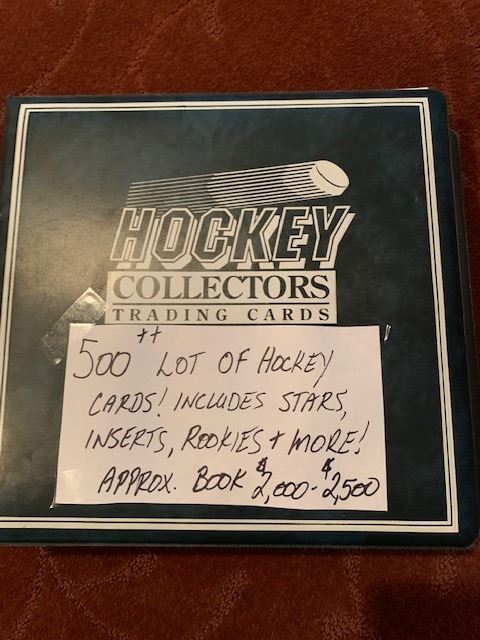 HOCKEY
COLLECTORS
TRADING CARDS
500++ LOT OF HOCKEY
CARDS! INCLUDES STARS,
INSERTS, ROOKIES + MORE!
APPROX. BOOK $2,000-$2,500